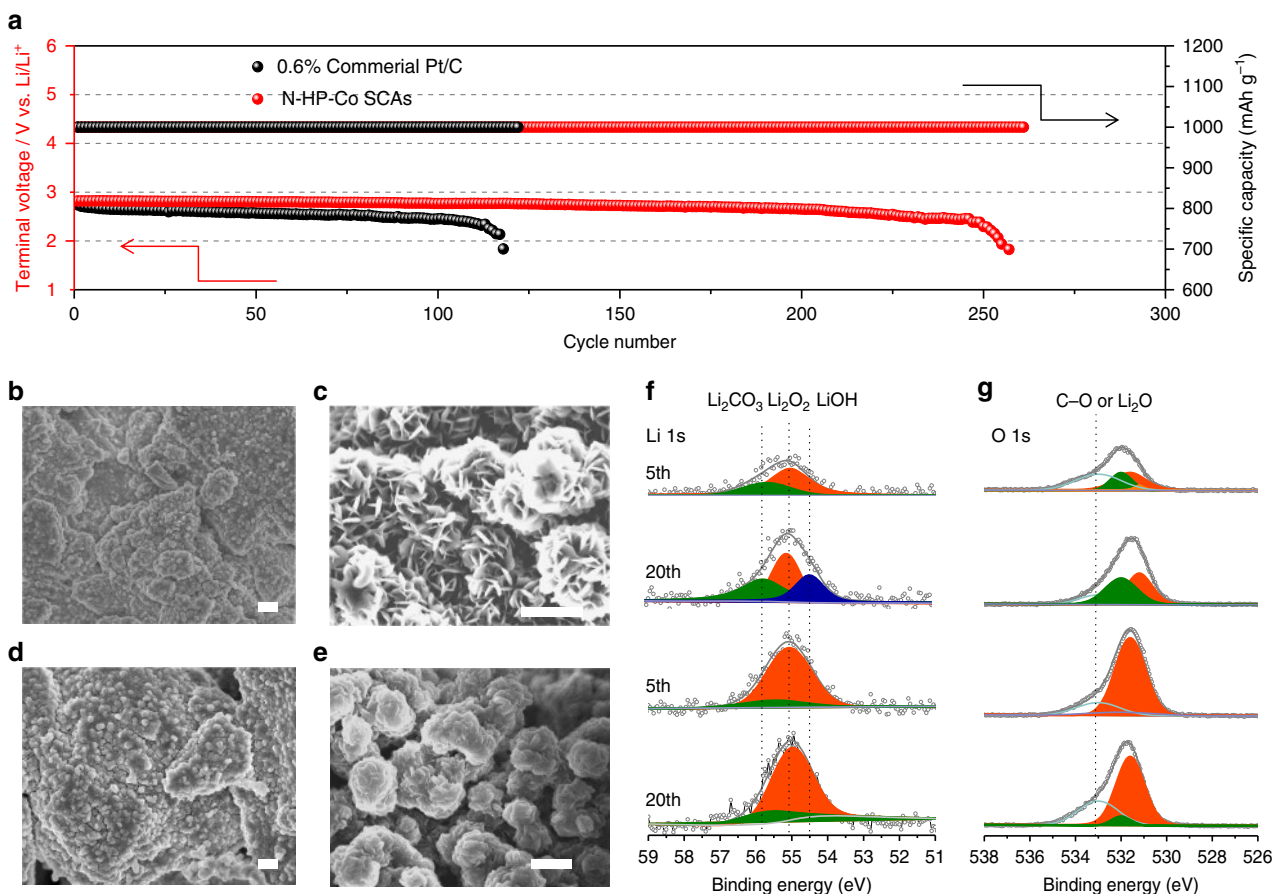 a
Terminal voltage / V vs. Li/Li⁺
6
5
4
3
2
1
0.6% Commerial Pt/C
N-HP-Co SCAs
1200
1100
1000
900
800
700
600
Specific capacity (mAh g⁻¹)
0 50 100 150 200 250 300
Cycle number
b
c
d
e
f
Li₂CO₃ Li₂O₂ LiOH
Li 1s
5th
20th
5th
20th
59 58 57 56 55 54 53 52 51
Binding energy (eV)
g
C–O or Li₂O
O 1s
538 536 534 532 530 528 526
Binding energy (eV)